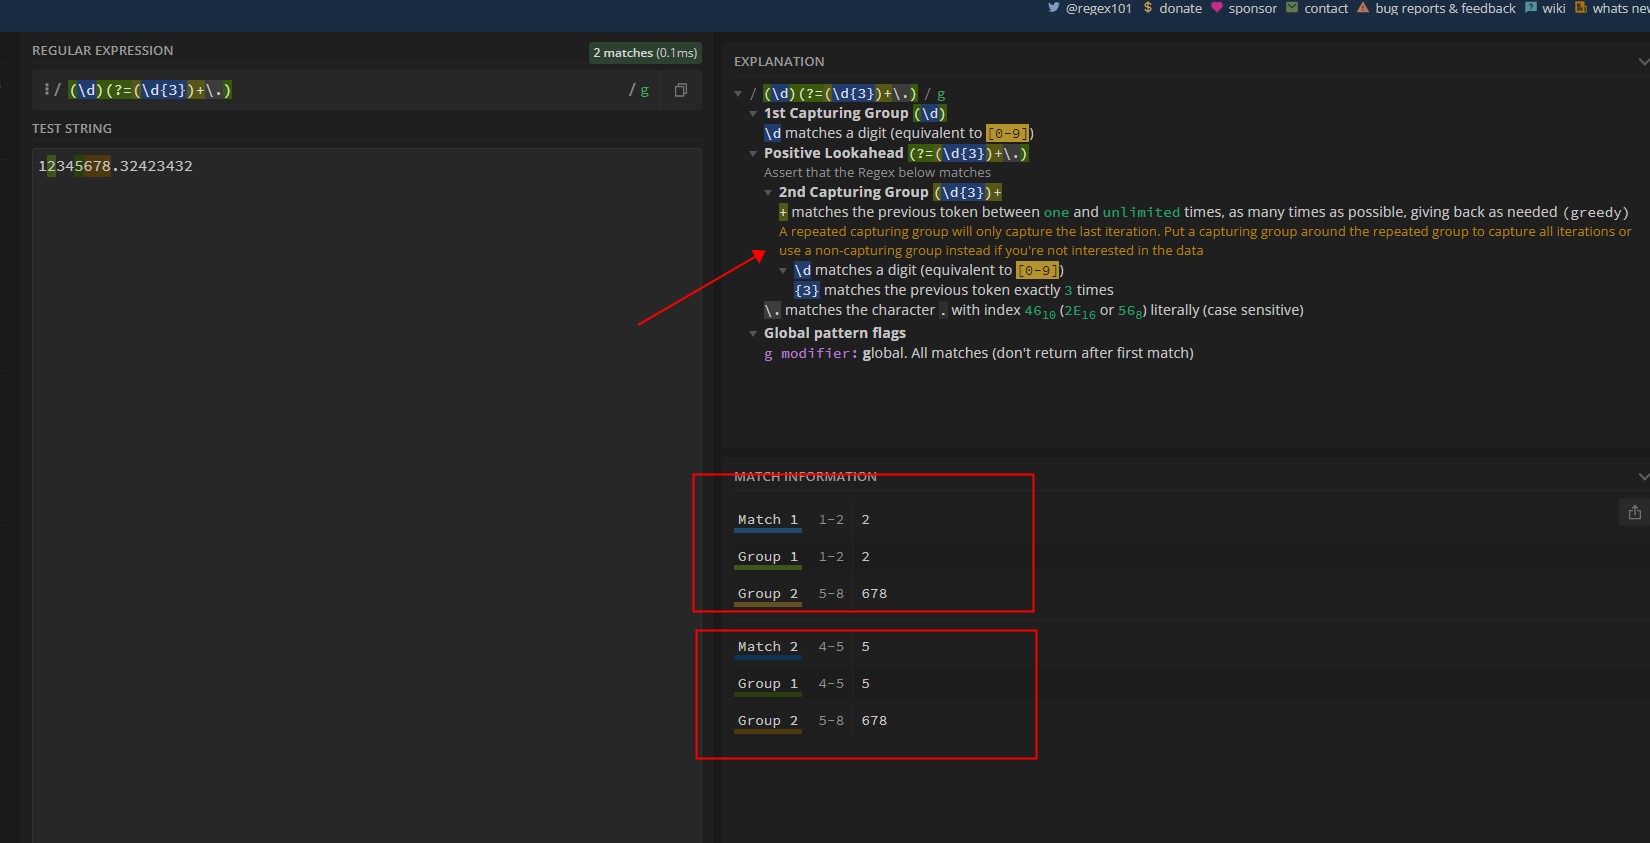 @regex101 $ donate sponsor contact bug reports & feedback wiki whats new
REGULAR EXPRESSION
2 matches (0.1ms)
/ (\d)(?=(\d{3})+\.) / g
TEST STRING
12345678.32423432
EXPLANATION
/ (\d)(?=(\d{3})+\.) / g
1st Capturing Group (\d)
\d matches a digit (equivalent to [0-9])
Positive Lookahead (?=(\d{3})+\.)
Assert that the Regex below matches
2nd Capturing Group (\d{3})+
+ matches the previous token between one and unlimited times, as many times as possible, giving back as needed (greedy)
A repeated capturing group will only capture the last iteration. Put a capturing group around the repeated group to capture all iterations or
use a non-capturing group instead if you're not interested in the data
\d matches a digit (equivalent to [0-9])
{3} matches the previous token exactly 3 times
\. matches the character . with index 46₁₀ (2E₁₆ or 56₈) literally (case sensitive)
Global pattern flags
g modifier: global. All matches (don't return after first match)
MATCH INFORMATION
Match 1 1-2 2
Group 1 1-2 2
Group 2 5-8 678
Match 2 4-5 5
Group 1 4-5 5
Group 2 5-8 678